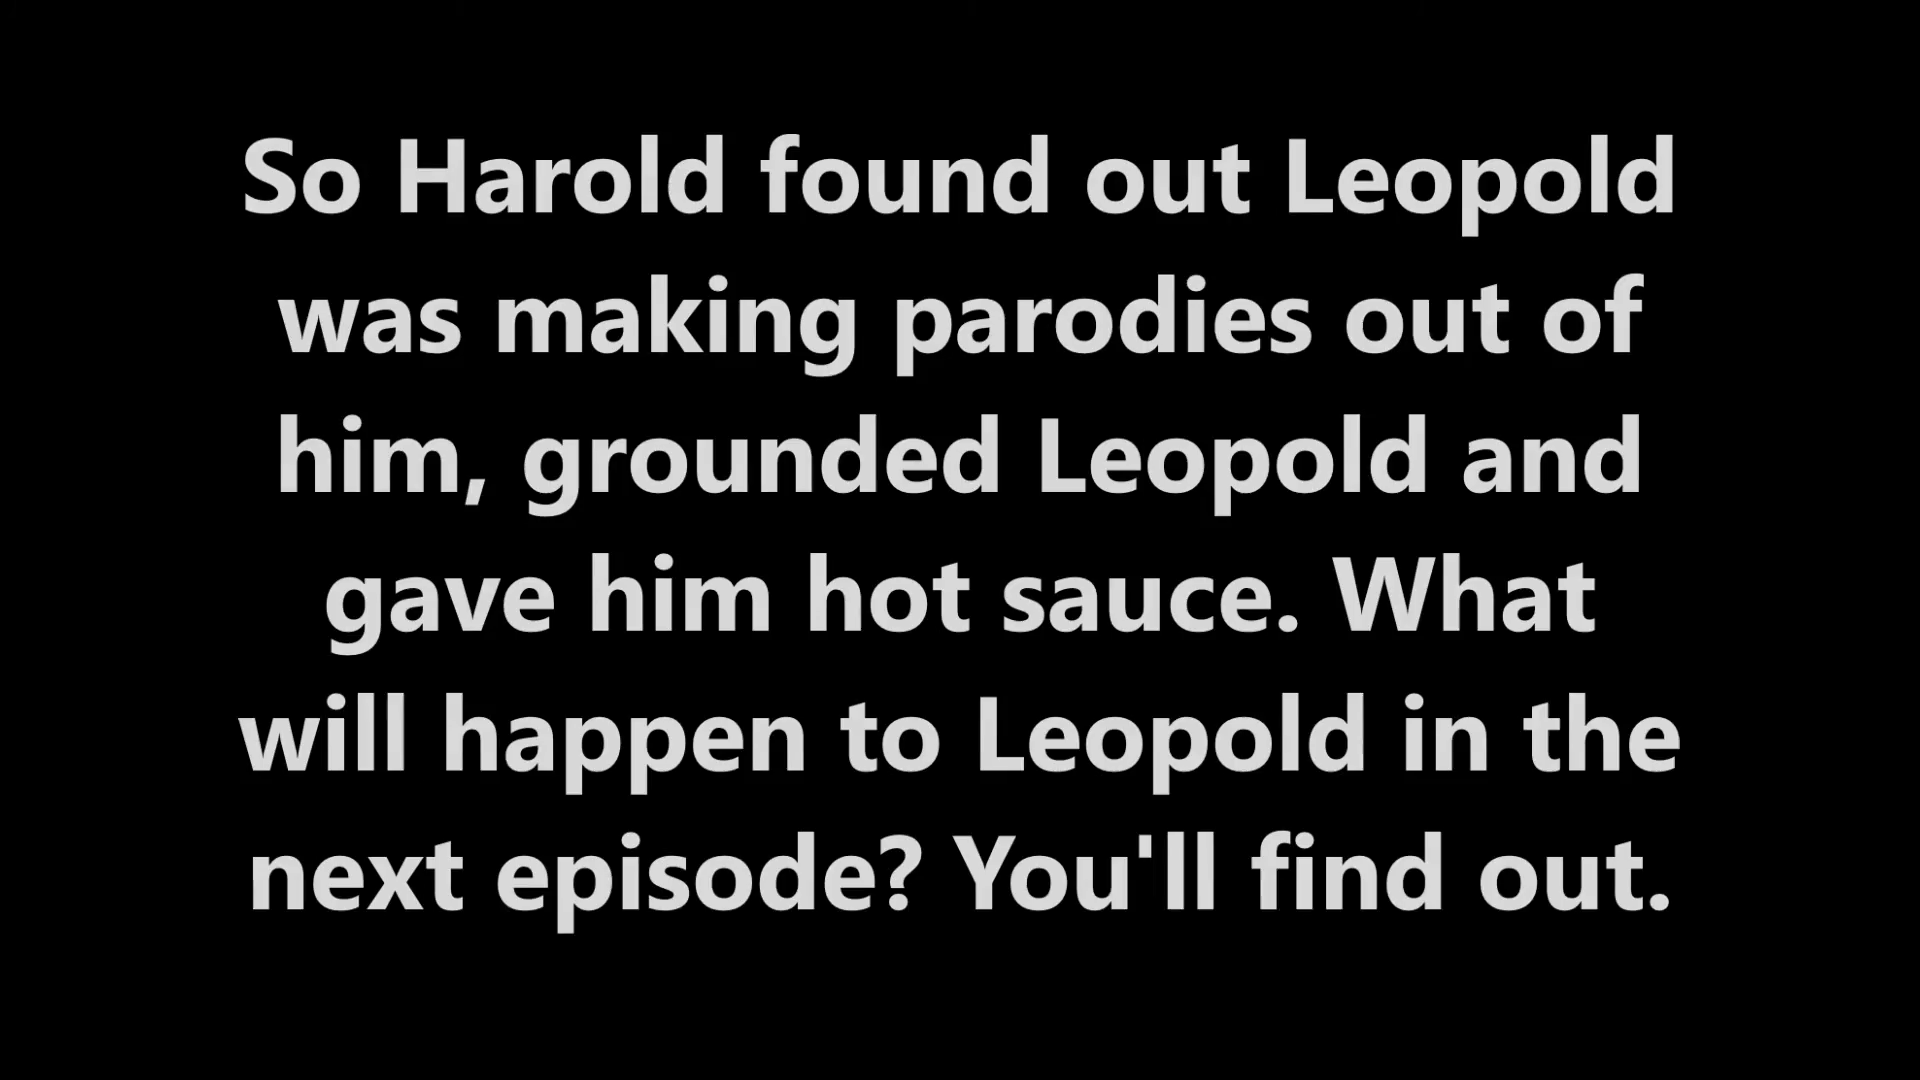 So Harold found out Leopold
was making parodies out of
him, grounded Leopold and
gave him hot sauce. What
will happen to Leopold in the
next episode? You'll find out.